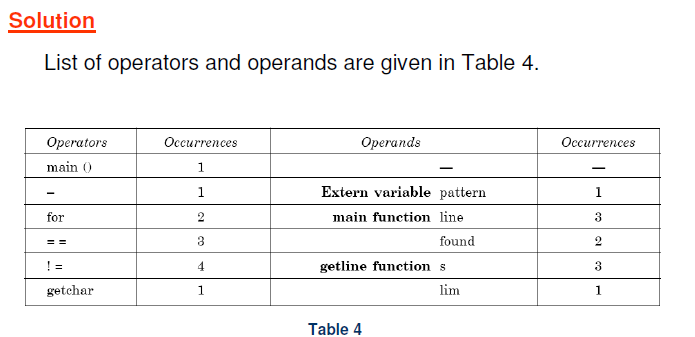 Solution
List of operators and operands are given in Table 4.
Operators Occurrences Operands Occurrences
main () 1 — —
– 1 Extern variable pattern 1
for 2 main function line 3
= = 3 found 2
! = 4 getline function s 3
getchar 1 lim 1
Table 4